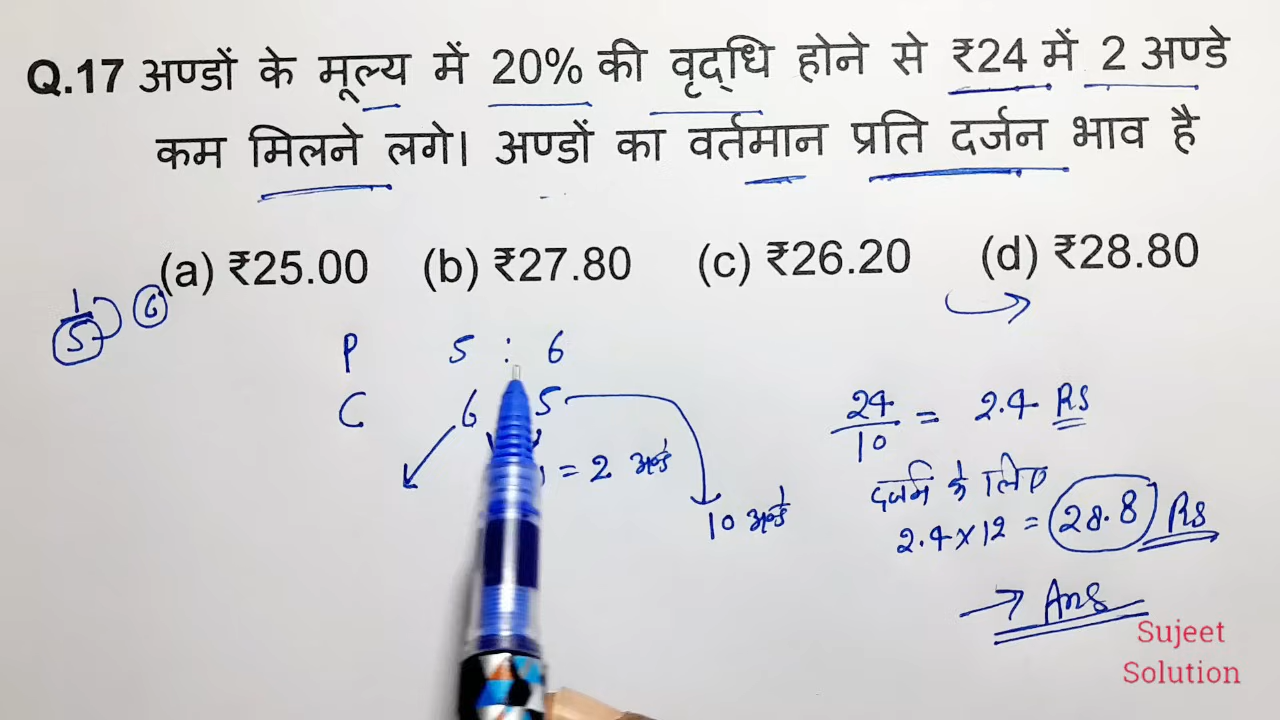 Q.17 अण्डों के मूल्य में 20% की वृद्धि होने से ₹24 में 2 अण्डे
कम मिलने लगे। अण्डों का वर्तमान प्रति दर्जन भाव है
(a) ₹25.00 (b) ₹27.80 (c) ₹26.20 (d) ₹28.80
1/5 6
P 5 : 6
C 6 5
= 2 अण्डे
10 अण्डे
24/10 = 2.4 RS
दर्जन के लिए
2.4×12 = 28.8 RS
→ Ans
Sujeet
Solution